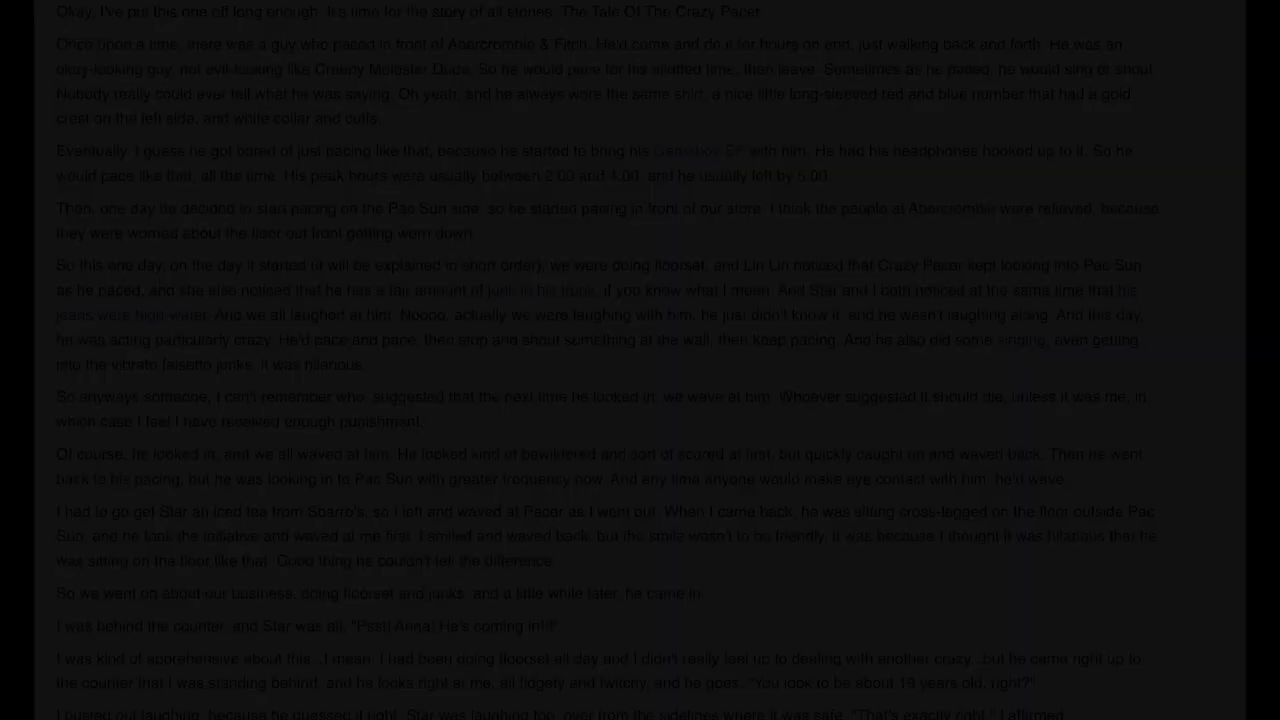 Okay, I've put this one off long enough. It's time for the story of all stories. The Tale Of The Crazy Pacer.
Once upon a time, there was a guy who paced in front of Abercrombie & Fitch. He'd come and do it for hours on end, just walking back and forth. He was an
okay-looking guy, not evil-looking like Creepy Molester Dude. So he would pace for his allotted time, then leave. Sometimes as he paced, he would sing or shout.
Nobody really could ever tell what he was saying. Oh yeah, and he always wore the same shirt, a nice little long-sleeved red and blue number that had a gold
crest on the left side, and white collar and cuffs.
Eventually, I guess he got bored of just pacing like that, because he started to bring his Gameboy SP with him. He had his headphones hooked up to it. So he
would pace like that, all the time. His peak hours were usually between 2:00 and 4:00, and he usually left by 5:00.
Then, one day he decided to start pacing on the Pac Sun side, so he started pacing in front of our store. I think the people at Abercrombie were relieved, because
they were worried about the floor out front getting worn down.
So this one day, on the day it started (it will be explained in short order), we were doing floorset, and Lin Lin noticed that Crazy Pacer kept looking into Pac Sun
as he paced, and she also noticed that he has a fair amount of junk in his trunk, if you know what I mean. And Star and I both noticed at the same time that his
jeans were high-water. And we all laughed at him. Noooo, actually we were laughing with him, he just didn't know it, and he wasn't laughing along. And this day,
he was acting particularly crazy. He'd pace and pace, then stop and shout something at the wall, then keep pacing. And he also did some singing, even getting
into the vibrato falsetto junks. It was hilarious.
So anyways someone, I can't remember who, suggested that the next time he looked in, we wave at him. Whoever suggested it should die, unless it was me, in
which case I feel I have received enough punishment.
Of course, he looked in, and we all waved at him. He looked kind of bewildered and sort of scared at first, but quickly caught on and waved back. Then he went
back to his pacing, but he was looking in to Pac Sun with greater frequency now. And any time anyone would make eye contact with him, he'd wave.
I had to go get Star an iced tea from Sbarro's, so I left and waved at Pacer as I went out. When I came back, he was sitting cross-legged on the floor outside Pac
Sun, and he took the initiative and waved at me first. I smiled and waved back, but the smile wasn't to be friendly, it was because I thought it was hilarious that he
was sitting on the floor like that. Good thing he couldn't tell the difference.
So we went on about our business, doing floorset and junks, and a little while later, he came in.
I was behind the counter, and Star was all, "Psst! Anna! He's coming in!!!"
I was kind of apprehensive about this...I mean, I had been doing floorset all day and I didn't really feel up to dealing with another crazy...but he came right up to
the counter that I was standing behind, and he looks right at me, all fidgety and twitchy, and he goes, "You look to be about 19 years old, right?"
I busted out laughing, because he guessed it right. Star was laughing too, over from the sidelines where it was safe. "That's exactly right," I affirmed.